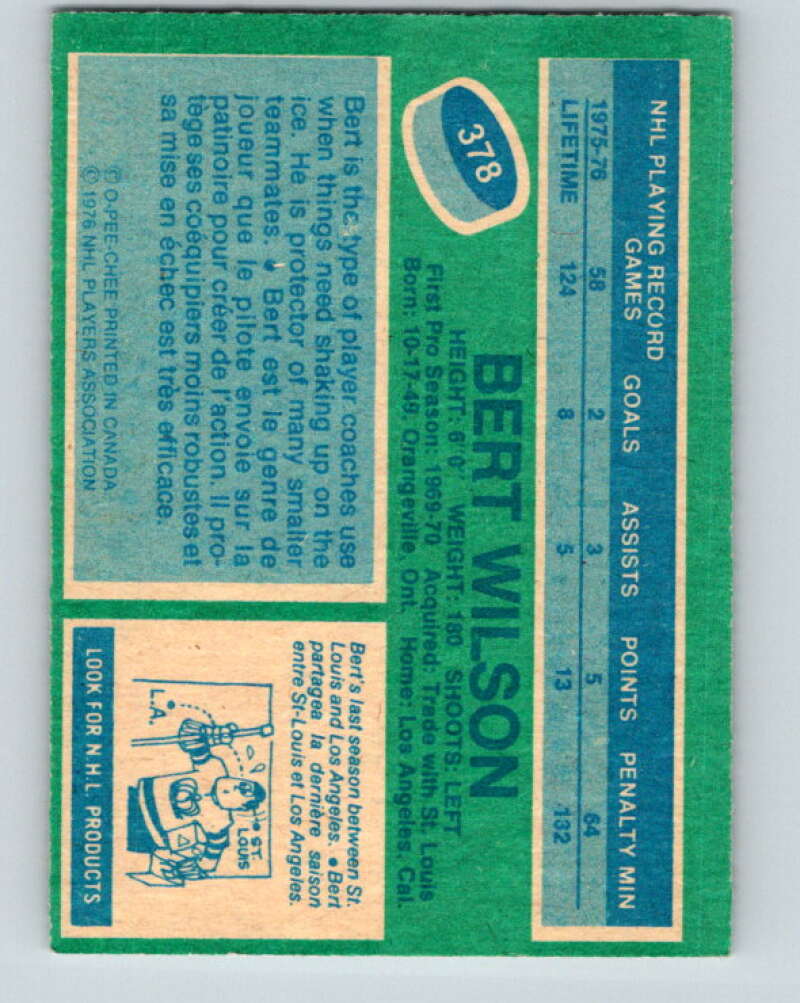 NHL PLAYING RECORD
GAMES GOALS ASSISTS POINTS PENALTY MIN
1975-76 58 2 3 5 64
LIFETIME 124 8 5 13 132
378
BERT WILSON
HEIGHT: 6' 0" WEIGHT: 180 SHOOTS: LEFT
First Pro Season: 1969-70 Acquired: Trade with St. Louis
Born: 10-17-49, Orangeville, Ont. Home: Los Angeles, Cal.
Bert is the type of player coaches use
when things need shaking up on the
ice. He is protector of many smaller
teammates. • Bert est le genre de
joueur que le pilote envoie sur la
patinoire pour créer de l'action. Il pro-
tège ses coéquipiers moins robustes et
sa mise en échec est très efficace.
© O-PEE-CHEE PRINTED IN CANADA
© 1976 NHL PLAYERS ASSOCIATION
Bert's last season between St.
Louis and Los Angeles. • Bert
partagea la dernière saison
entre St-Louis et Los Angeles.
ST.
LOUIS
L.A.
LOOK FOR N.H.L. PRODUCTS